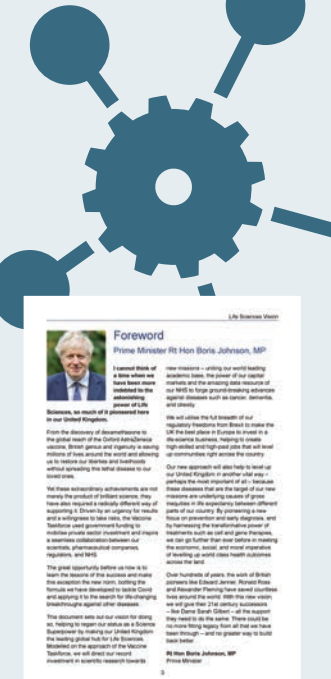 Life Sciences Vision
Foreword
Prime Minister Rt Hon Boris Johnson, MP
I cannot think of
a time when we
have been more
indebted to the
astonishing
power of Life
Sciences, so much of it pioneered here
in our United Kingdom.
From the discovery of dexamethasone to
the global reach of the Oxford AstraZeneca
vaccine, British genius and ingenuity is saving
millions of lives around the world and allowing
us to restore our liberties and livelihoods
without spreading the lethal disease to our
loved ones.
Yet these extraordinary achievements are not
merely the product of brilliant science, they
have also required a radically different way of
supporting it. Driven by an urgency for results
and a willingness to take risks, the Vaccine
Taskforce used government funding to
mobilise private sector investment and inspire
a seamless collaboration between our
scientists, pharmaceutical companies,
regulators, and NHS.
The great opportunity before us now is to
learn the lessons of this success and make
this exception the new norm, bottling the
formula we have developed to tackle Covid
and applying it to the search for life-changing
breakthroughs against other diseases.
This document sets out our vision for doing
so, helping to regain our status as a Science
Superpower by making our United Kingdom
the leading global hub for Life Sciences.
Modelled on the approach of the Vaccine
Taskforce, we will direct our record
investment in scientific research towards
new missions – uniting our world leading
academic base, the power of our capital
markets and the amazing data resource of
our NHS to forge ground-breaking advances
against diseases such as cancer, dementia,
and obesity.
We will utilise the full breadth of our
regulatory freedoms from Brexit to make the
UK the best place in Europe to invest in a
life-science business, helping to create
high-skilled and high-paid jobs that will level
up communities right across the country.
Our new approach will also help to level up
our United Kingdom in another vital way –
perhaps the most important of all – because
these diseases that are the target of our new
missions are underlying causes of gross
inequities in life expectancy between different
parts of our country. By pioneering a new
focus on prevention and early diagnosis, and
by harnessing the transformative power of
treatments such as cell and gene therapies,
we can go further than ever before in meeting
the economic, social, and moral imperative
of levelling up world class health outcomes
across the land.
Over hundreds of years, the work of British
pioneers like Edward Jenner, Ronald Ross
and Alexander Fleming have saved countless
lives around the world. With this new vision,
we will give their 21st century successors
– like Dame Sarah Gilbert – all the support
they need to do the same. There could be
no more fitting legacy from all that we have
been through – and no greater way to build
back better.
Rt Hon Boris Johnson, MP
Prime Minister